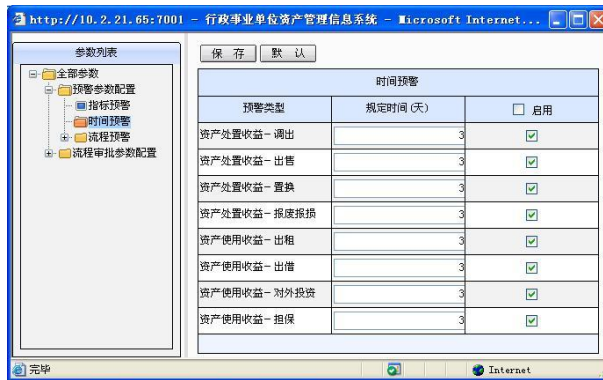 http://10.2.21.65:7001 - 行政事业单位资产管理信息系统 - Microsoft Internet...
参数列表
全部参数
预警参数配置
指标预警
时间预警
流程预警
流程审批参数配置
保 存 默 认
时间预警
预警类型 规定时间(天) 启用
资产处置收益-调出 3
资产处置收益-出售 3
资产处置收益-置换 3
资产处置收益-报废报损 3
资产使用收益-出租 3
资产使用收益-出借 3
资产使用收益-对外投资 3
资产使用收益-担保 3
完毕 Internet